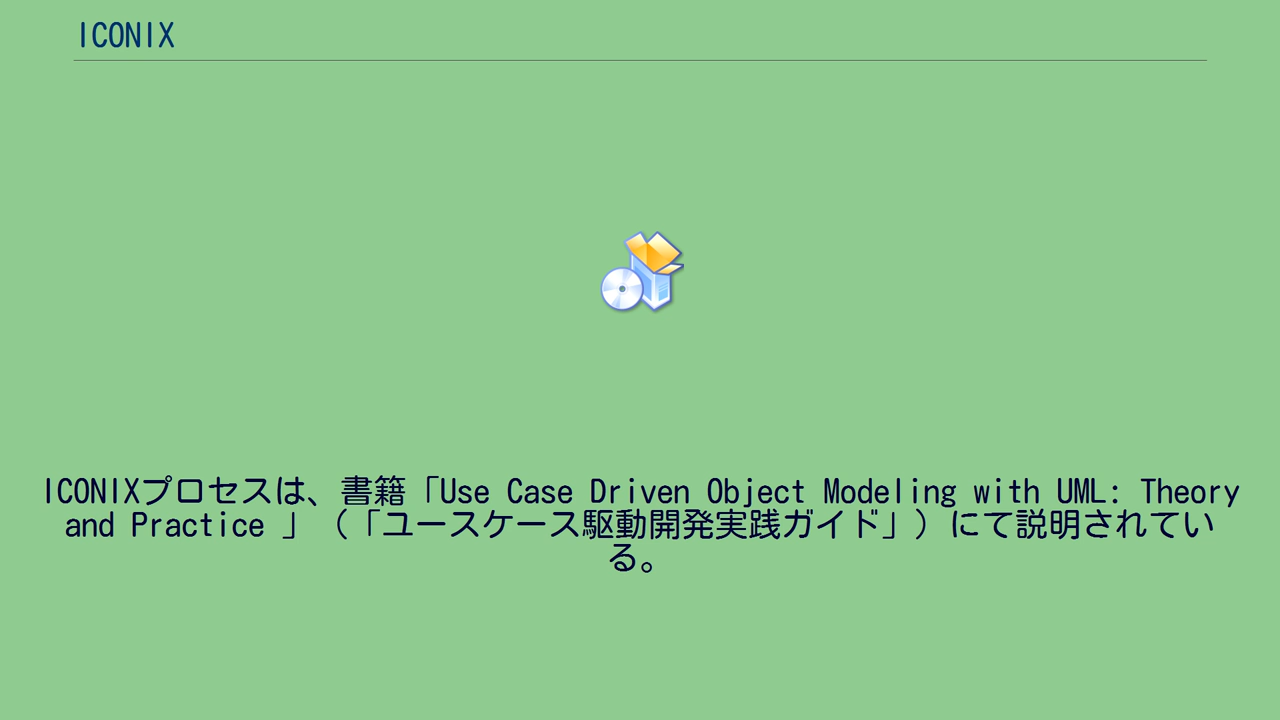 ICONIX
ICONIXプロセスは、書籍「Use Case Driven Object Modeling with UML: Theory
and Practice 」（「ユースケース駆動開発実践ガイド」）にて説明されてい
る。